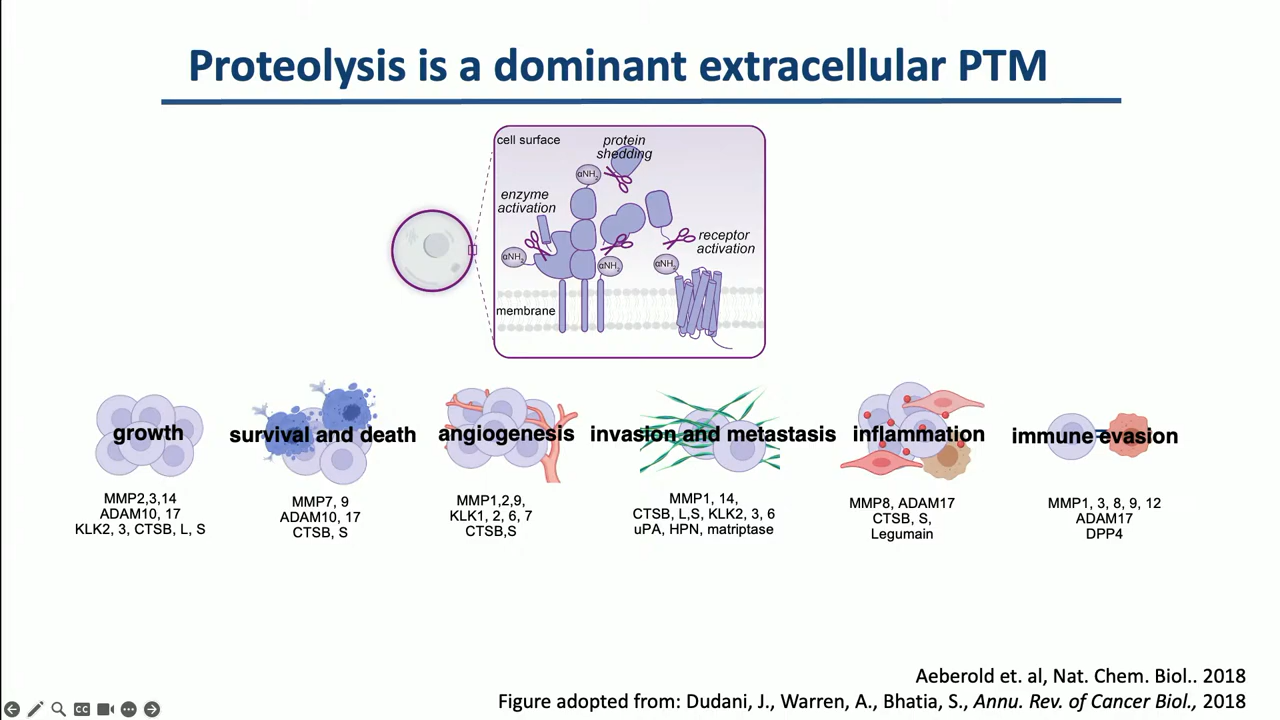 Proteolysis is a dominant extracellular PTM
cell surface
protein
shedding
αNH2
enzyme
activation
receptor
activation
αNH2
αNH2
αNH2
membrane
growth
survival and death
angiogenesis
invasion and metastasis
inflammation
immune evasion
MMP2,3,14
ADAM10, 17
KLK2, 3, CTSB, L, S
MMP7, 9
ADAM10, 17
CTSB, S
MMP1,2,9,
KLK1, 2, 6, 7
CTSB,S
MMP1, 14,
CTSB, L,S, KLK2, 3, 6
uPA, HPN, matriptase
MMP8, ADAM17
CTSB, S,
Legumain
MMP1, 3, 8, 9, 12
ADAM17
DPP4
Aeberold et. al, Nat. Chem. Biol.. 2018
Figure adopted from: Dudani, J., Warren, A., Bhatia, S., Annu. Rev. of Cancer Biol., 2018
CC